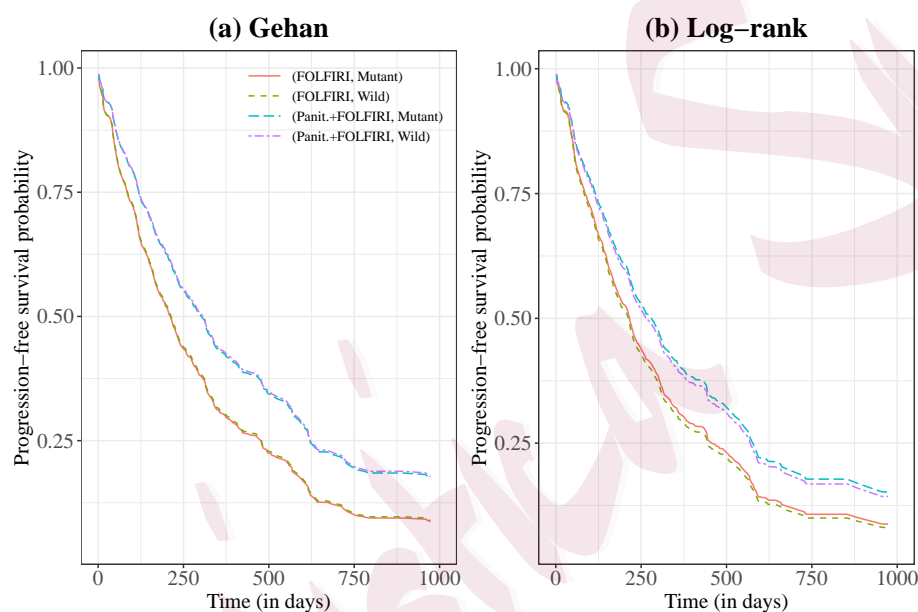 (a) Gehan
(b) Log−rank
Progression−free survival probability
1.00
0.75
0.50
0.25
(FOLFIRI, Mutant)
(FOLFIRI, Wild)
(Panit.+FOLFIRI, Mutant)
(Panit.+FOLFIRI, Wild)
0 250 500 750 1000
Time (in days)
Progression−free survival probability
1.00
0.75
0.50
0.25
0 250 500 750 1000
Time (in days)